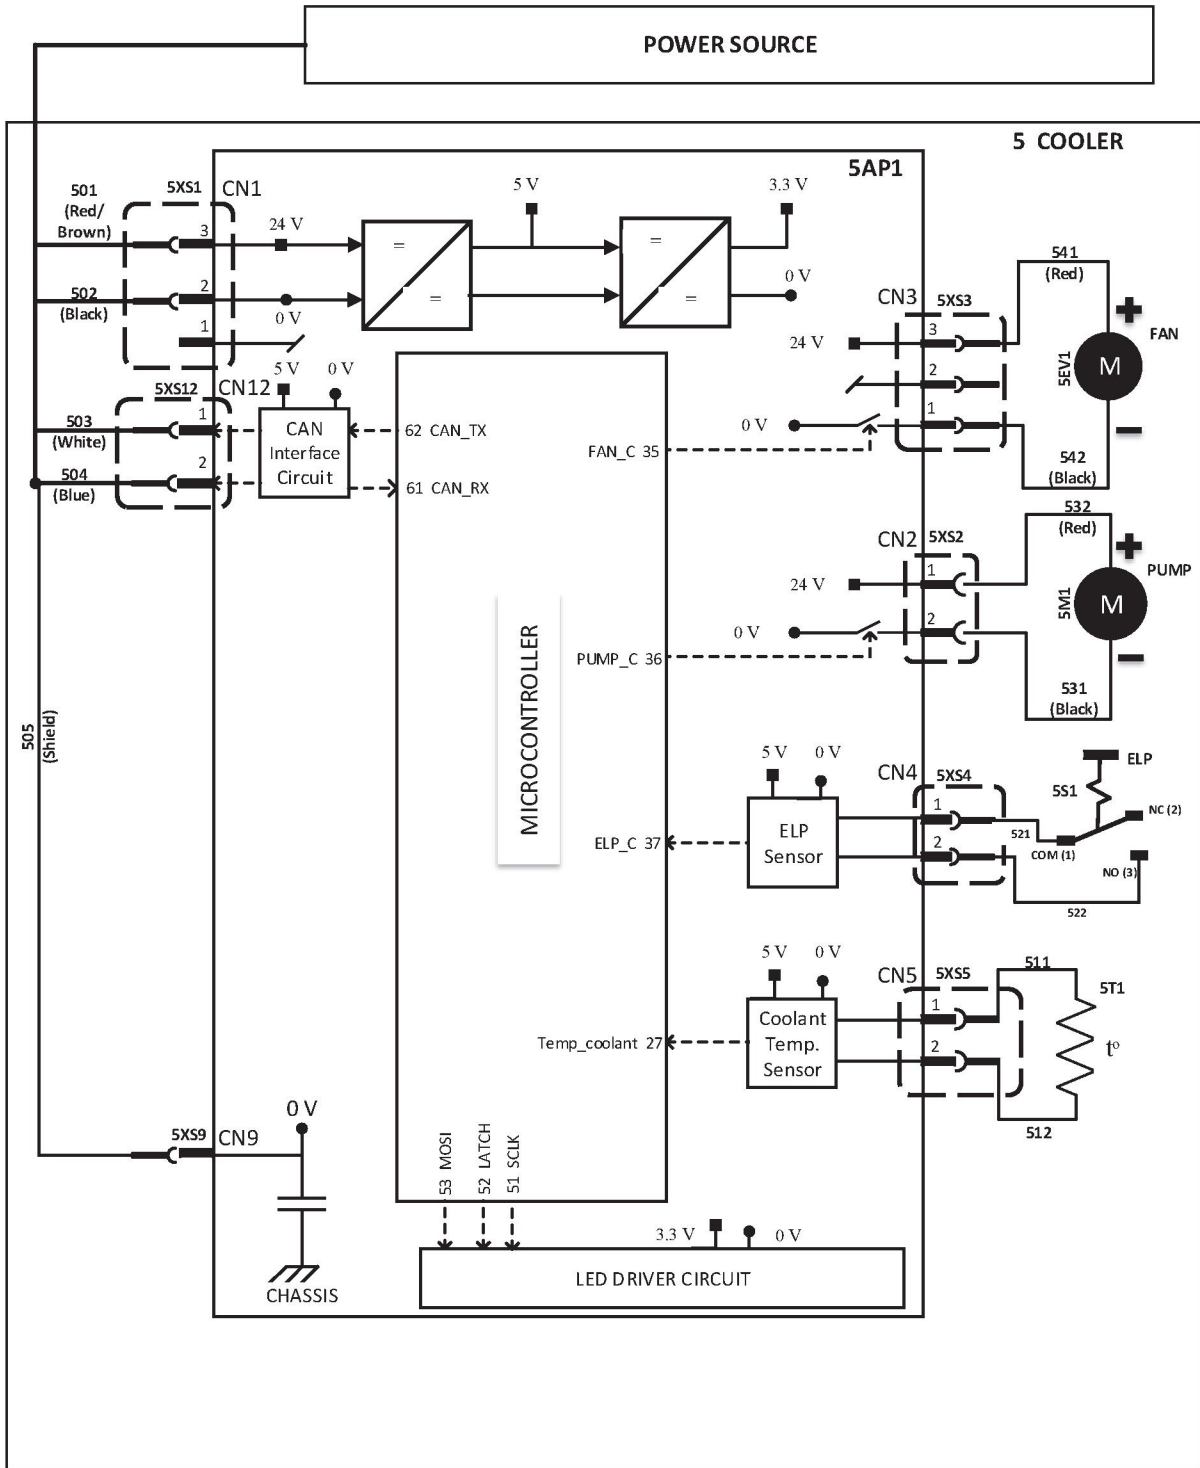 POWER SOURCE
5 COOLER
5AP1
501
(Red/
Brown)
5XS1
CN1
3
24 V
5 V
3.3 V
=
=
=
=
502
(Black)
2
0 V
0 V
1
5XS12
CN12
5 V
0 V
503
(White)
1
504
(Blue)
2
CAN
Interface
Circuit
62 CAN_TX
61 CAN_RX
FAN_C 35
CN3
5XS3
24 V
3
2
0 V
1
541
(Red)
FAN
5EV1
M
542
(Black)
CN2
5XS2
24 V
1
0 V
2
PUMP_C 36
532
(Red)
PUMP
5M1
M
531
(Black)
MICROCONTROLLER
505
(Shield)
5 V
0 V
CN4
5XS4
ELP
Sensor
ELP_C 37
1
2
521
522
5S1
ELP
NC (2)
COM (1)
NO (3)
5 V
0 V
CN5
5XS5
Coolant
Temp.
Sensor
Temp_coolant 27
1
2
511
5T1
tº
512
5XS9
CN9
0 V
CHASSIS
53 MOSI
52 LATCH
51 SCLK
3.3 V
0 V
LED DRIVER CIRCUIT